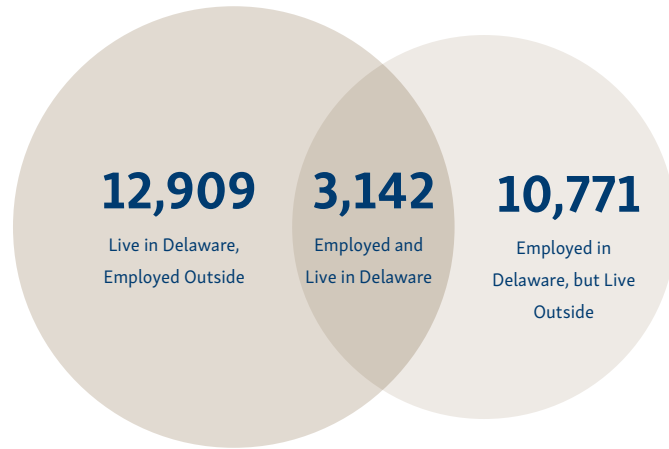 12,909
Live in Delaware,
Employed Outside
3,142
Employed and
Live in Delaware
10,771
Employed in
Delaware, but Live
Outside